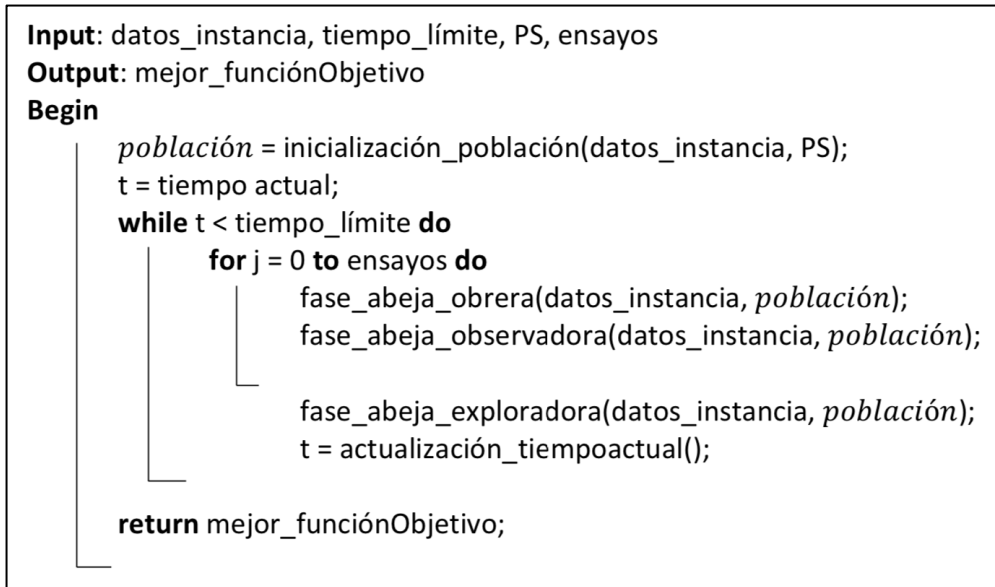 Input: datos_instancia, tiempo_límite, PS, ensayos
Output: mejor_funciónObjetivo
Begin
población = inicialización_población(datos_instancia, PS);
t = tiempo actual;
while t < tiempo_límite do
for j = 0 to ensayos do
fase_abeja_obrera(datos_instancia, población);
fase_abeja_observadora(datos_instancia, población);
fase_abeja_exploradora(datos_instancia, población);
t = actualización_tiempoactual();
return mejor_funciónObjetivo;